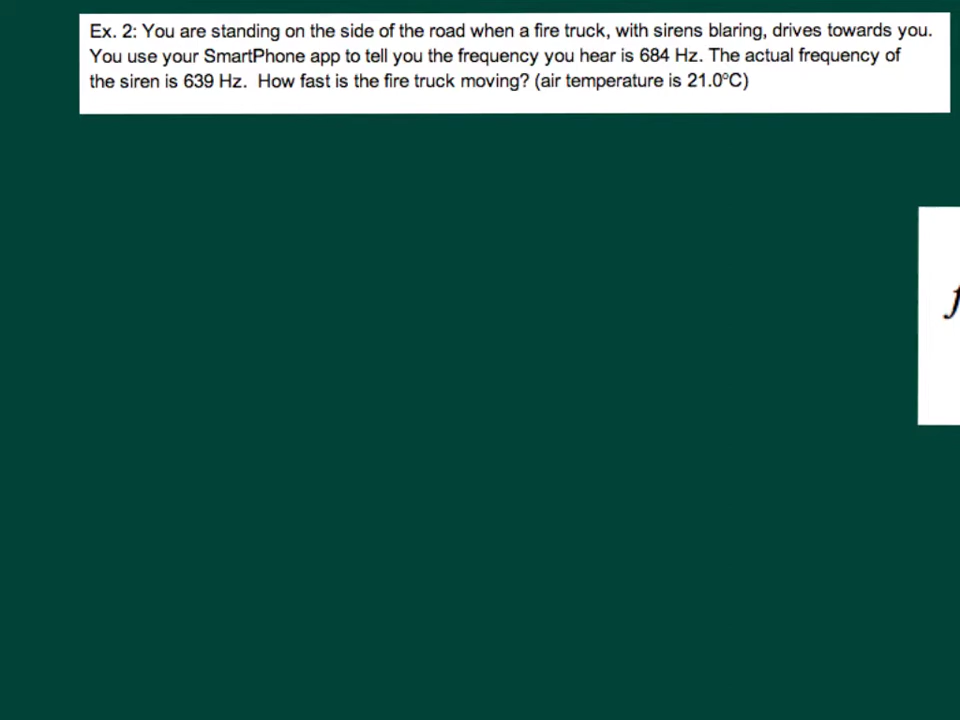 Ex. 2: You are standing on the side of the road when a fire truck, with sirens blaring, drives towards you.
You use your SmartPhone app to tell you the frequency you hear is 684 Hz. The actual frequency of
the siren is 639 Hz.  How fast is the fire truck moving? (air temperature is 21.0°C)
f